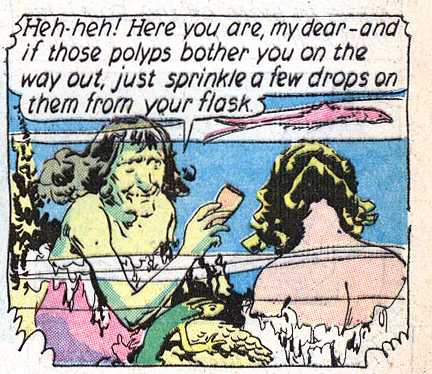 Heh-heh! Here you are, my dear - and
if those polyps bother you on the
way out, just sprinkle a few drops on
them from your flask.